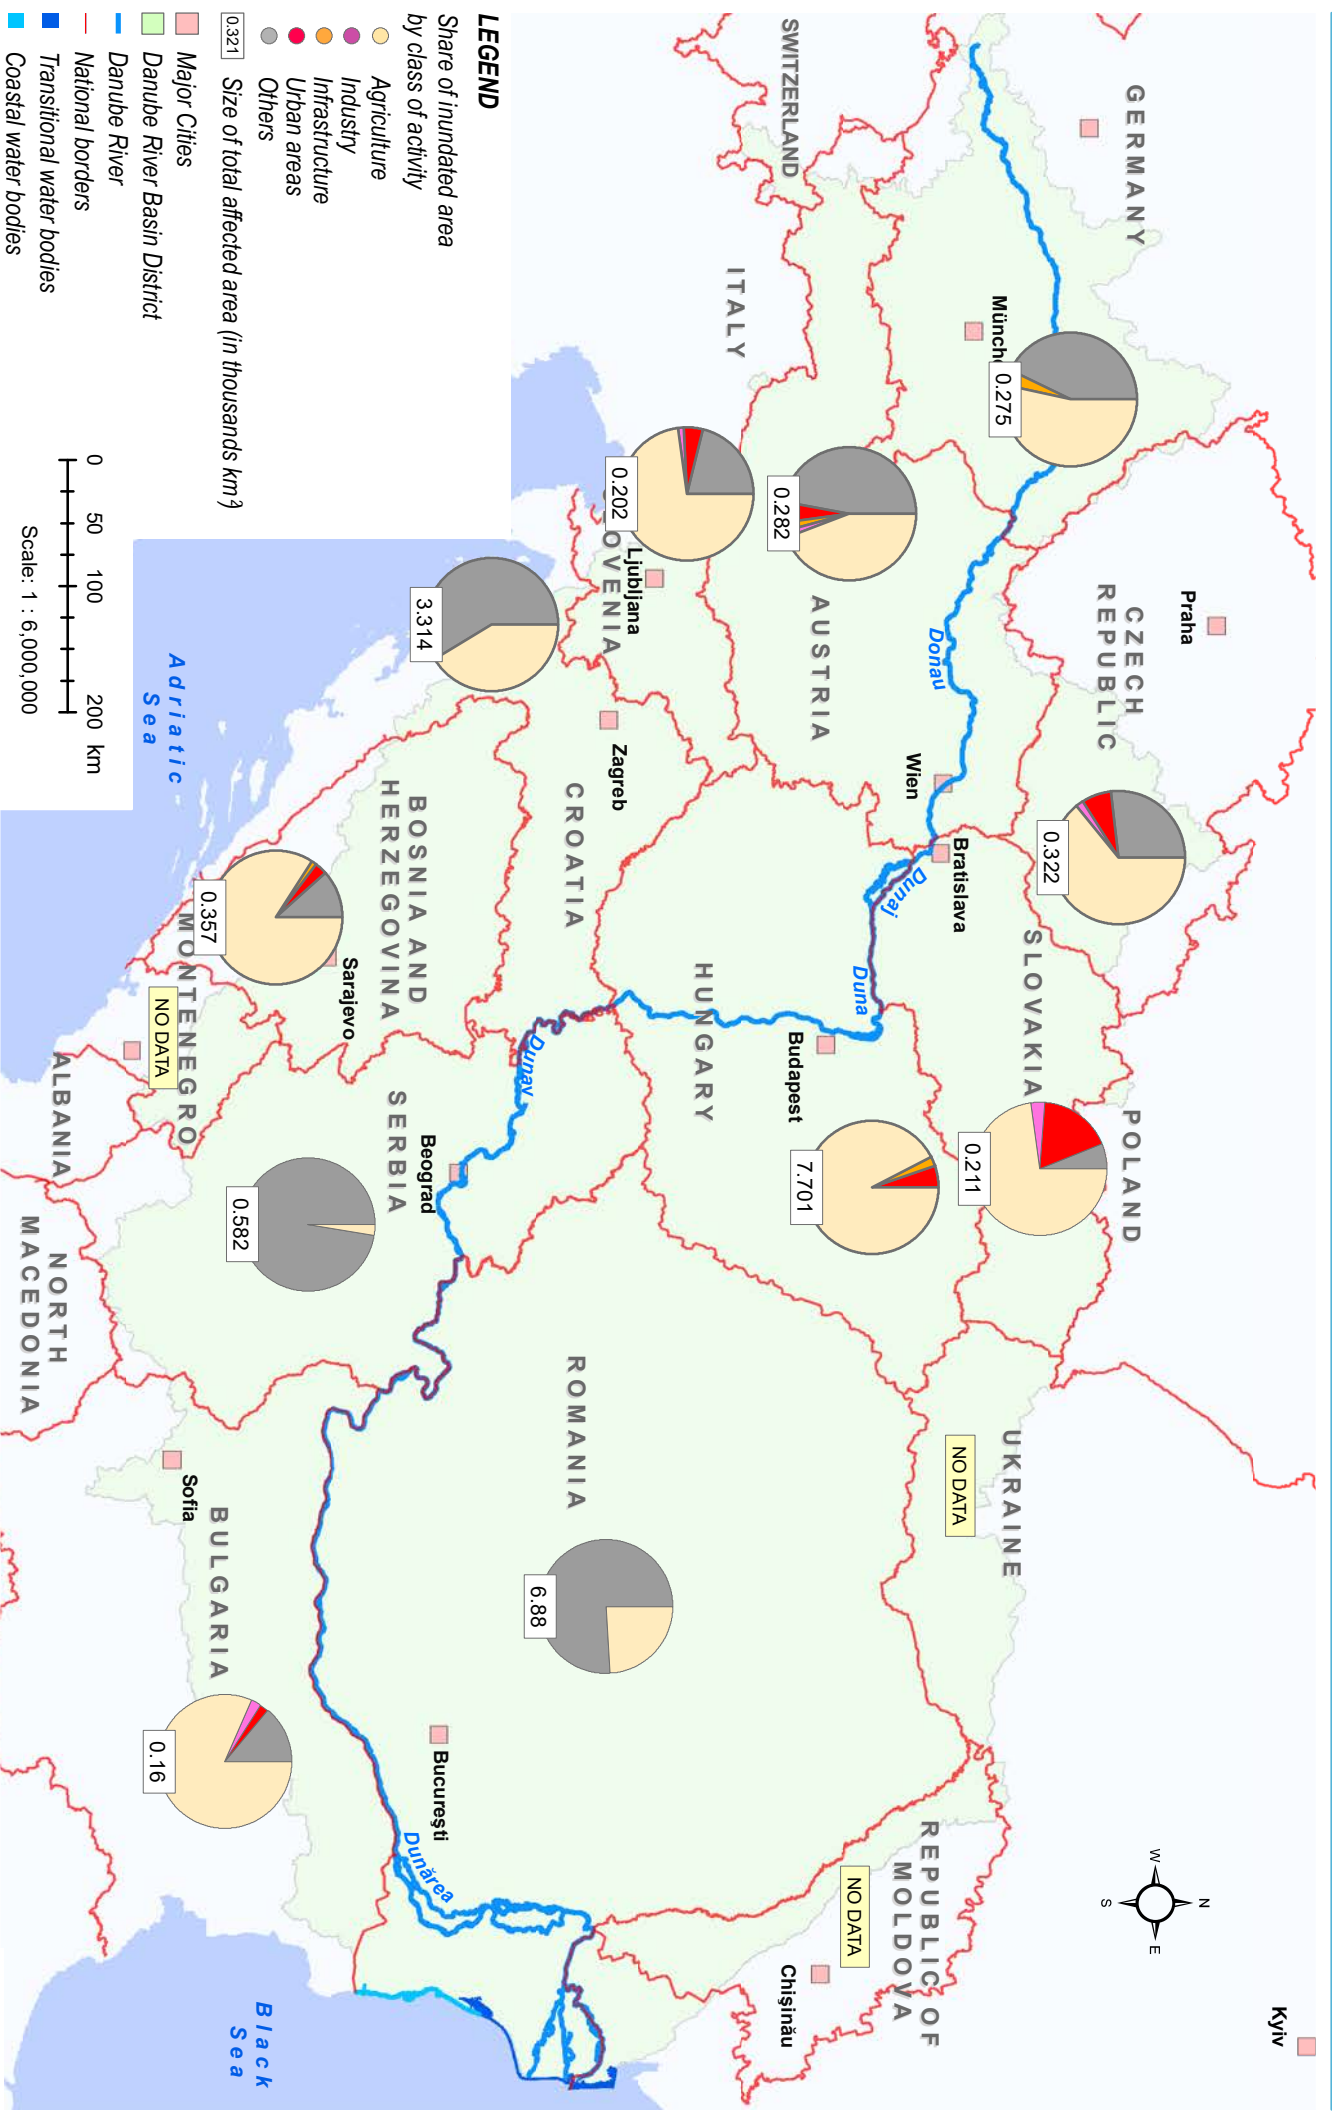 GERMANY
CZECH
REPUBLIC
Praha
POLAND
UKRAINE
Kyiv
SLOVAKIA
REPUBLIC OF
MOLDOVA
Chişinău
AUSTRIA
HUNGARY
ROMANIA
SWITZERLAND
ITALY
CROATIA
BOSNIA AND
HERZEGOVINA
SERBIA
MONTENEGRO
ALBANIA
NORTH
MACEDONIA
BULGARIA
Ljubljana
Zagreb
Wien
Bratislava
Budapest
Sarajevo
Beograd
Sofia
Bucureşti
Donau
Dunaj
Duna
Dunav
Dunărea
Adriatic
Sea
Black
Sea
0.275
0.282
0.202
3.314
0.322
0.211
7.701
0.357
0.582
6.88
0.16
NO DATA
NO DATA
NO DATA
N
W
E
S
LEGEND
Share of inundated area
by class of activity
Agriculture
Industry
Infrastructure
Urban areas
Others
0.321 Size of total affected area (in thousands km²)
Major Cities
Danube River Basin District
Danube River
National borders
Transitional water bodies
Coastal water bodies
0 50 100 200 km
Scale: 1 : 6,000,000